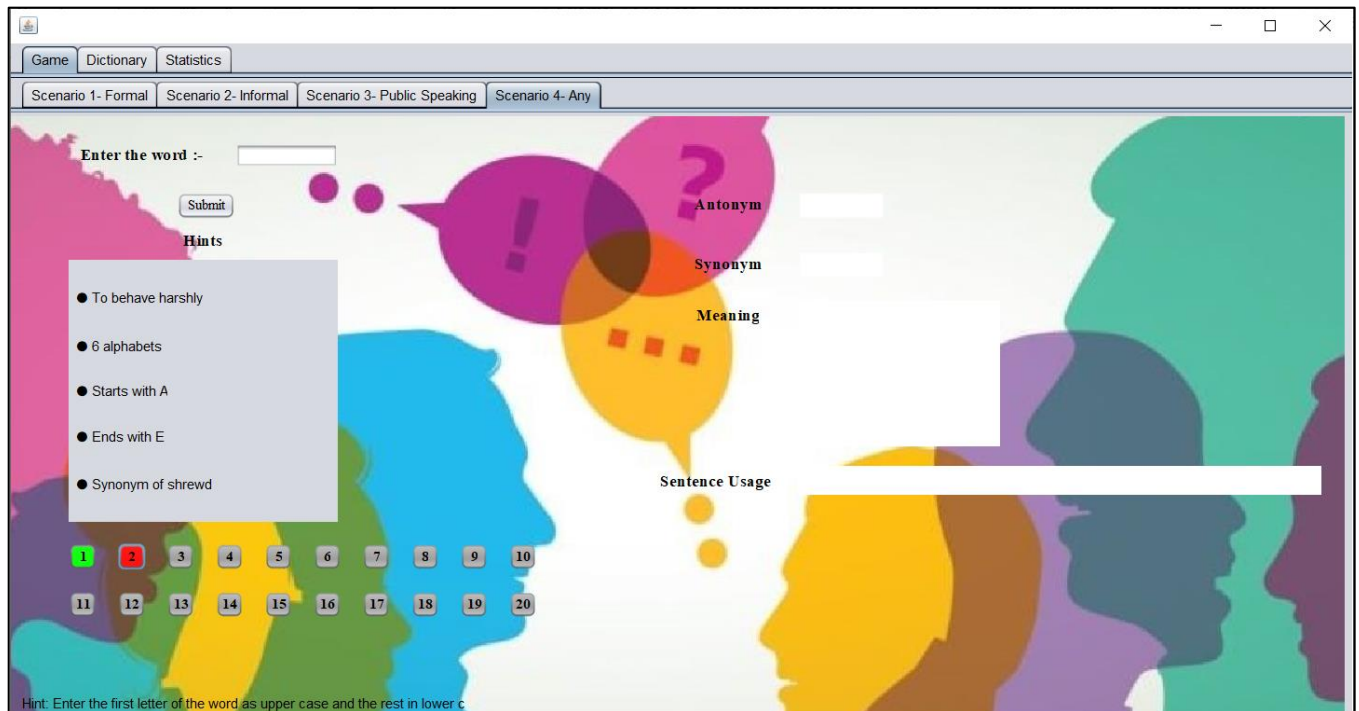 Game Dictionary Statistics
Scenario 1- Formal Scenario 2- Informal Scenario 3- Public Speaking Scenario 4- Any
Enter the word :-
Submit
Hints
● To behave harshly
● 6 alphabets
● Starts with A
● Ends with E
● Synonym of shrewd
! ?
Antonym
Synonym
Meaning
Sentence Usage
1 2 3 4 5 6 7 8 9 10
11 12 13 14 15 16 17 18 19 20
Hint: Enter the first letter of the word as upper case and the rest in lower c